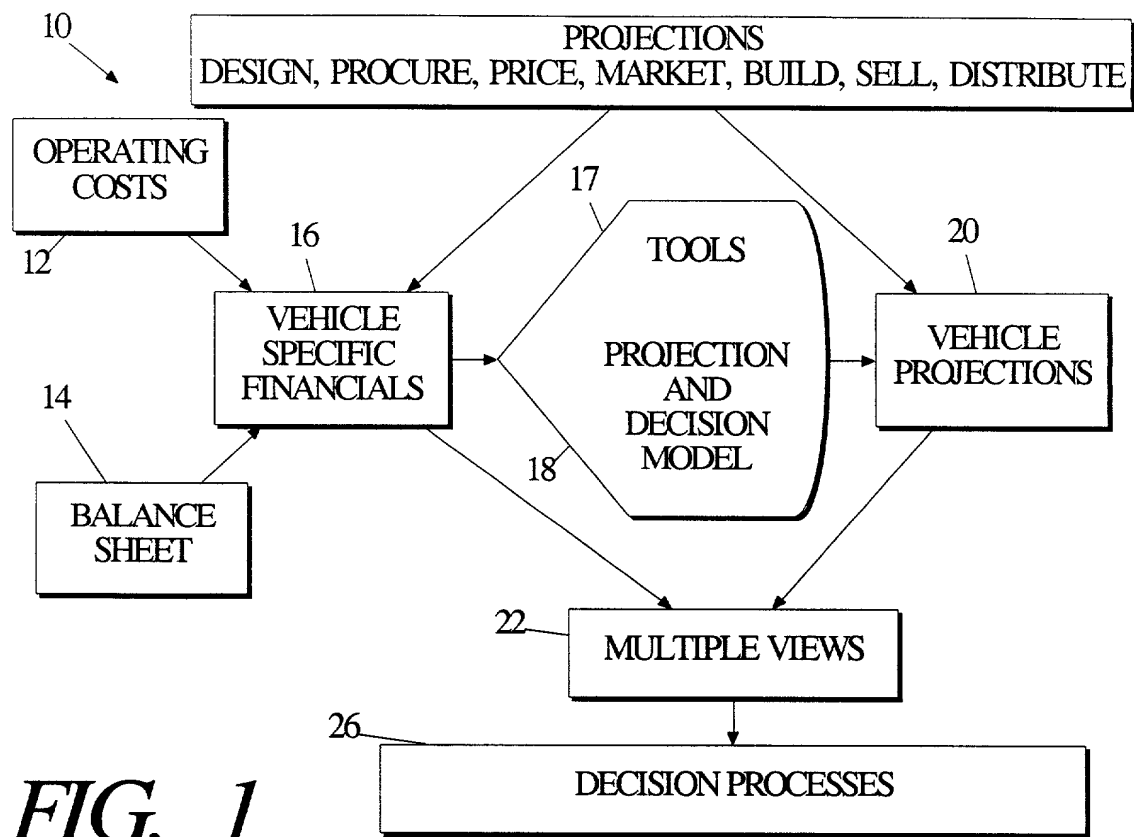 10
PROJECTIONS
DESIGN, PROCURE, PRICE, MARKET, BUILD, SELL, DISTRIBUTE
OPERATING
COSTS
12
17
16
20
TOOLS
VEHICLE
SPECIFIC
FINANCIALS
PROJECTION
AND
DECISION
MODEL
VEHICLE
PROJECTIONS
14
18
BALANCE
SHEET
22
MULTIPLE VIEWS
26
DECISION PROCESSES
FIG. 1